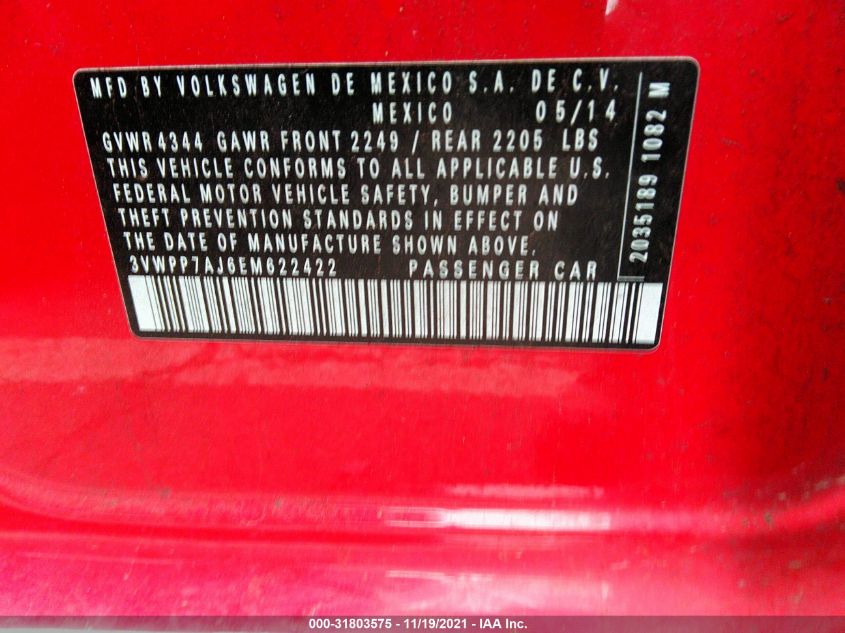 MFD BY VOLKSWAGEN DE MEXICO S.A. DE C.V.
MEXICO 05/14
GVWR 4344 GAWR FRONT 2249 / REAR 2205 LBS
THIS VEHICLE CONFORMS TO ALL APPLICABLE U.S.
FEDERAL MOTOR VEHICLE SAFETY, BUMPER AND
THEFT PREVENTION STANDARDS IN EFFECT ON
THE DATE OF MANUFACTURE SHOWN ABOVE.
3VWPP7AJ6EM622422 PASSENGER CAR
2035189 1082 M
000-31803575 - 11/19/2021 - IAA Inc.